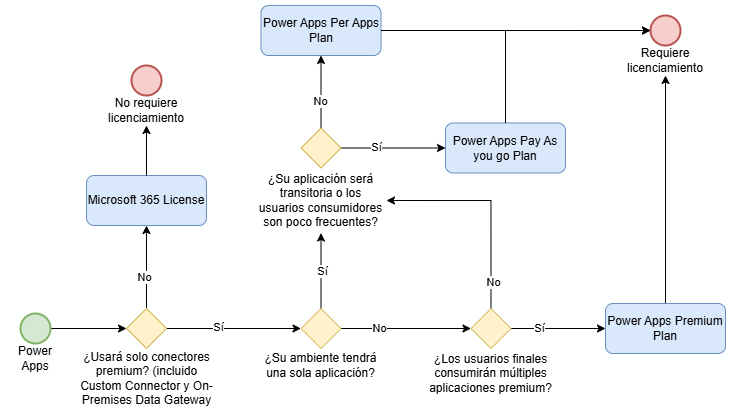 Power Apps Per Apps
Plan
Requiere
licenciamiento
No requiere
licenciamiento
No
Sí
Power Apps Pay As
you go Plan
¿Su aplicación será
transitoria o los
usuarios consumidores
son poco frecuentes?
Microsoft 365 License
No
Sí
No
Power Apps
Sí
No
Sí
Power Apps Premium
Plan
¿Usará solo conectores
premium? (incluido
Custom Connector y On-
Premises Data Gateway
¿Su ambiente tendrá
una sola aplicación?
¿Los usuarios finales
consumirán múltiples
aplicaciones premium?